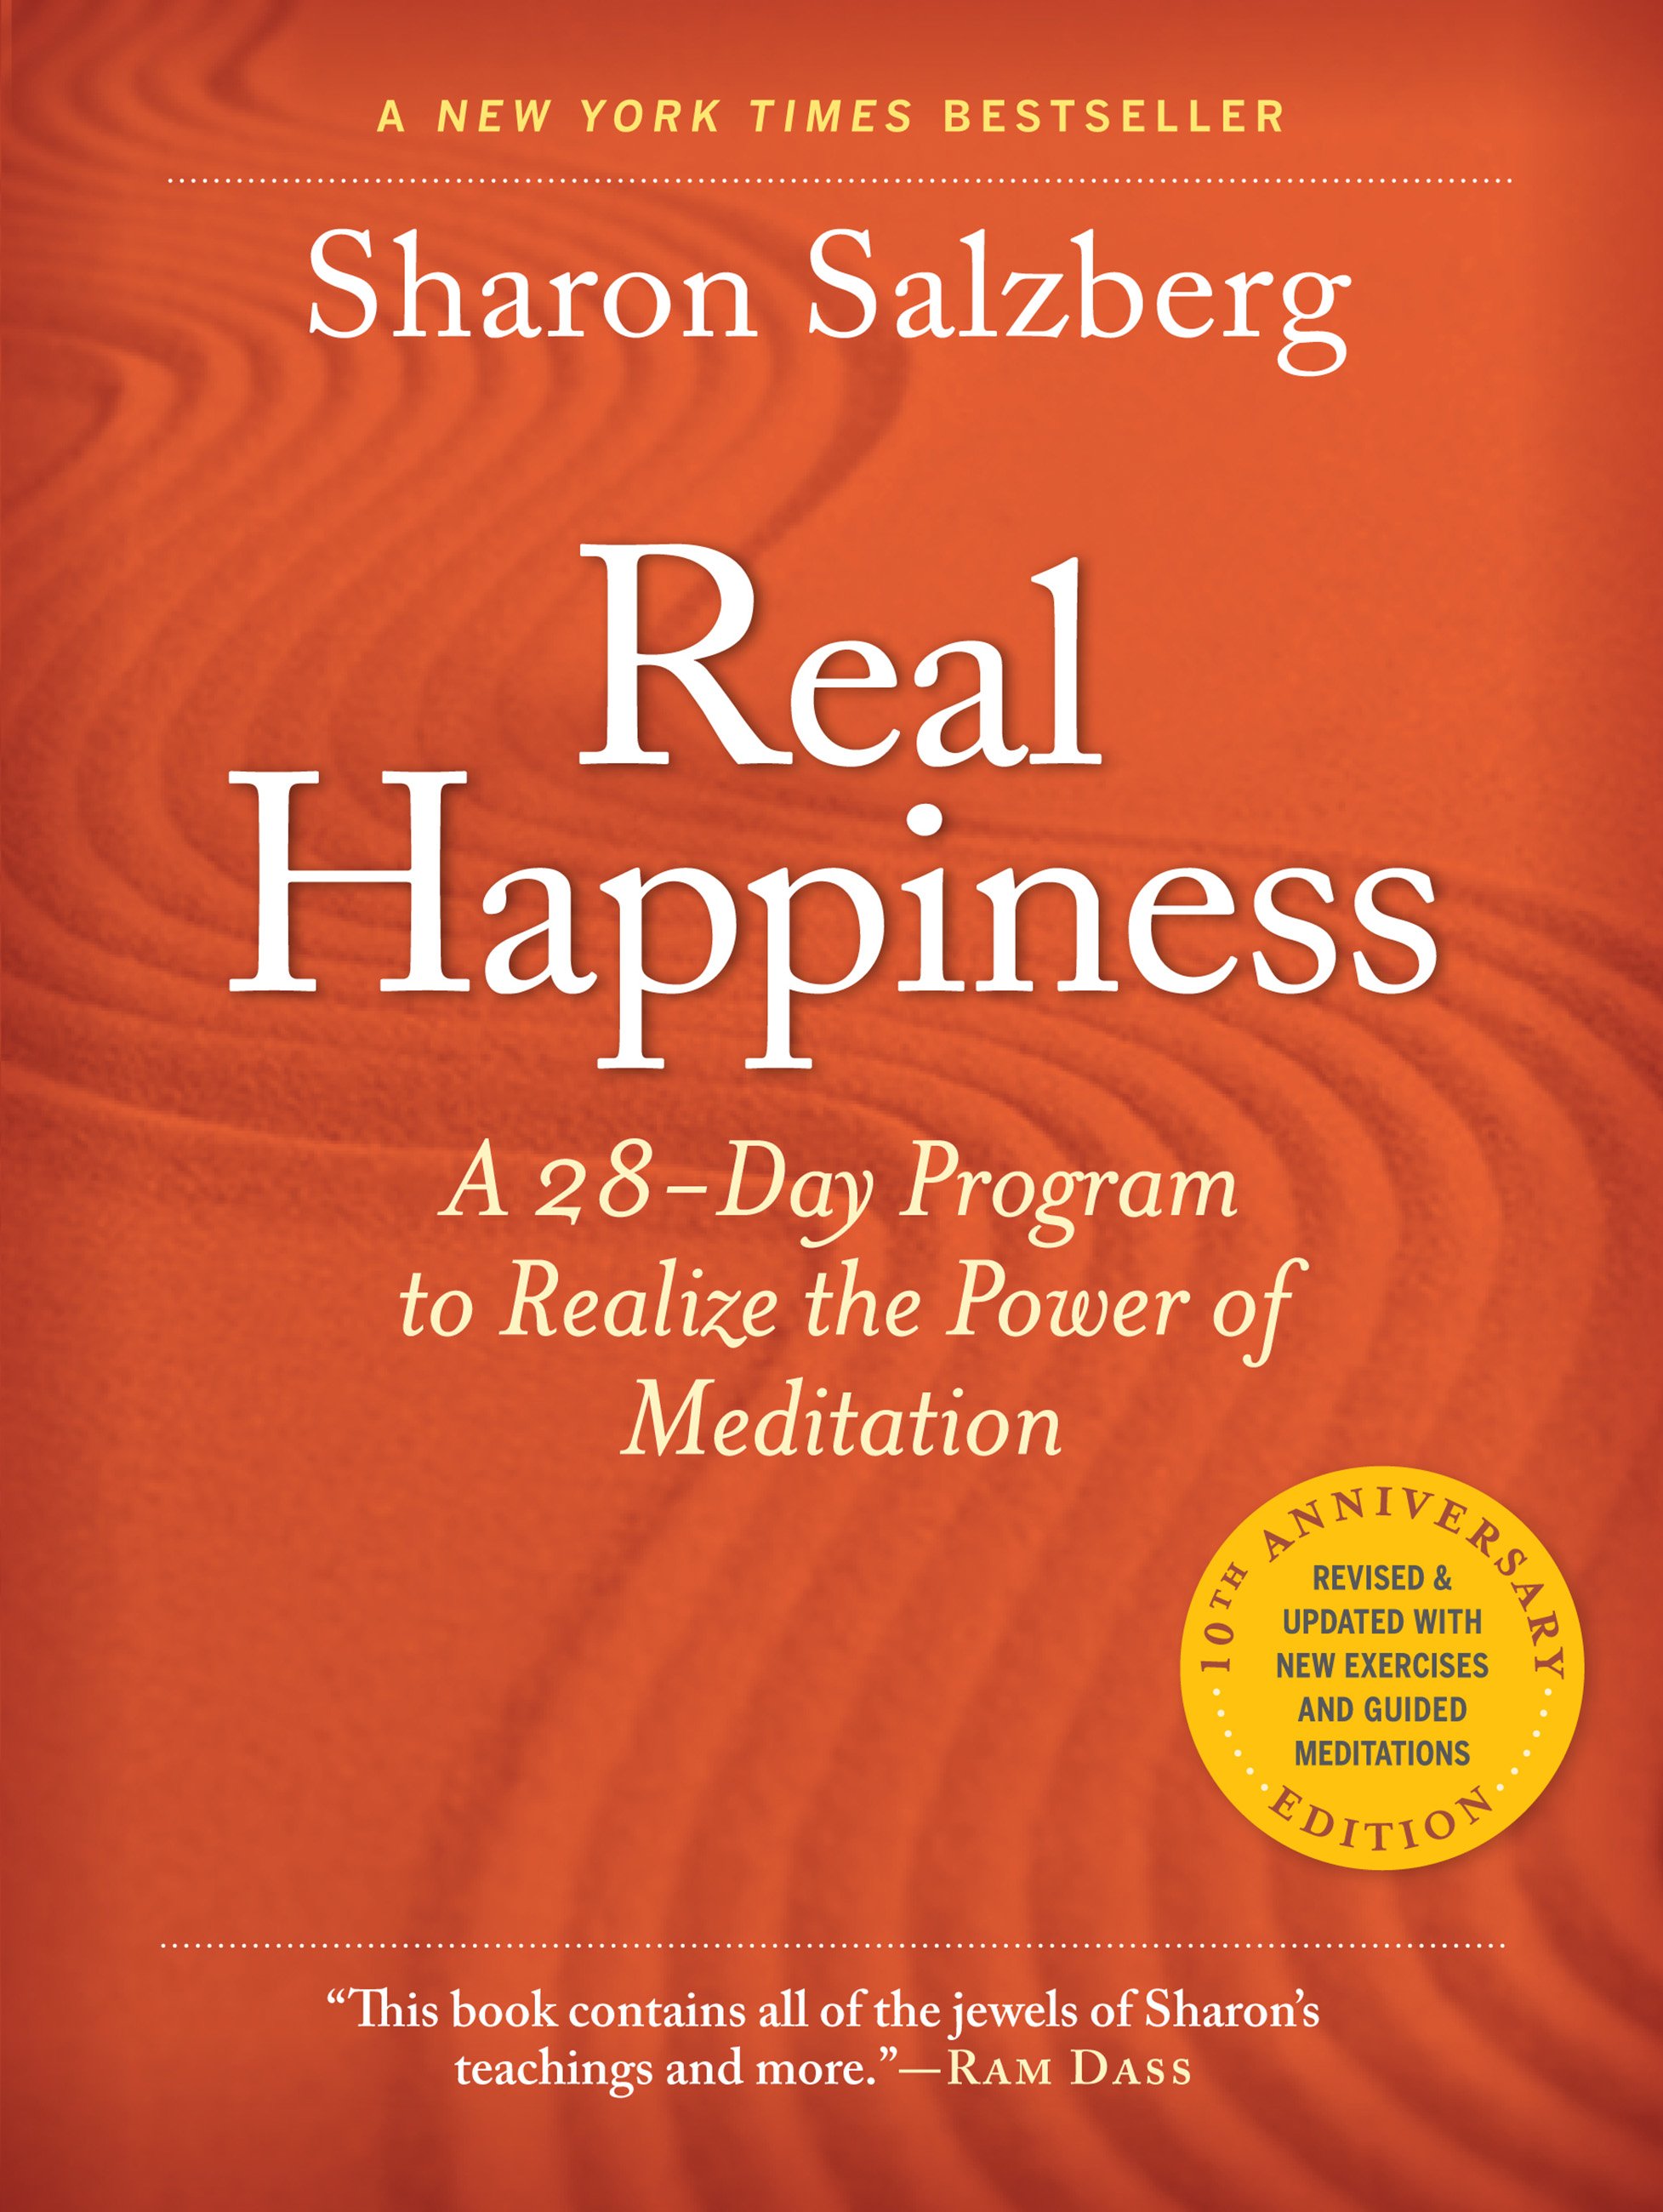 A NEW YORK TIMES BESTSELLER
Sharon Salzberg
Real
Happiness
A 28–Day Program
to Realize the Power of
Meditation
10TH ANNIVERSARY
REVISED &
UPDATED WITH
NEW EXERCISES
AND GUIDED
MEDITATIONS
EDITION
“This book contains all of the jewels of Sharon’s
teachings and more.”—RAM DASS